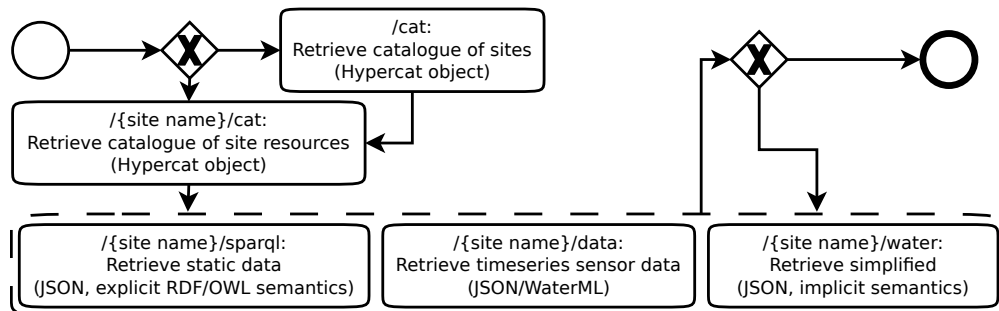 /cat:
Retrieve catalogue of sites
(Hypercat object)
/{site name}/cat:
Retrieve catalogue of site resources
(Hypercat object)
/{site name}/sparql:
Retrieve static data
(JSON, explicit RDF/OWL semantics)
/{site name}/data:
Retrieve timeseries sensor data
(JSON/WaterML)
/{site name}/water:
Retrieve simplified
(JSON, implicit semantics)